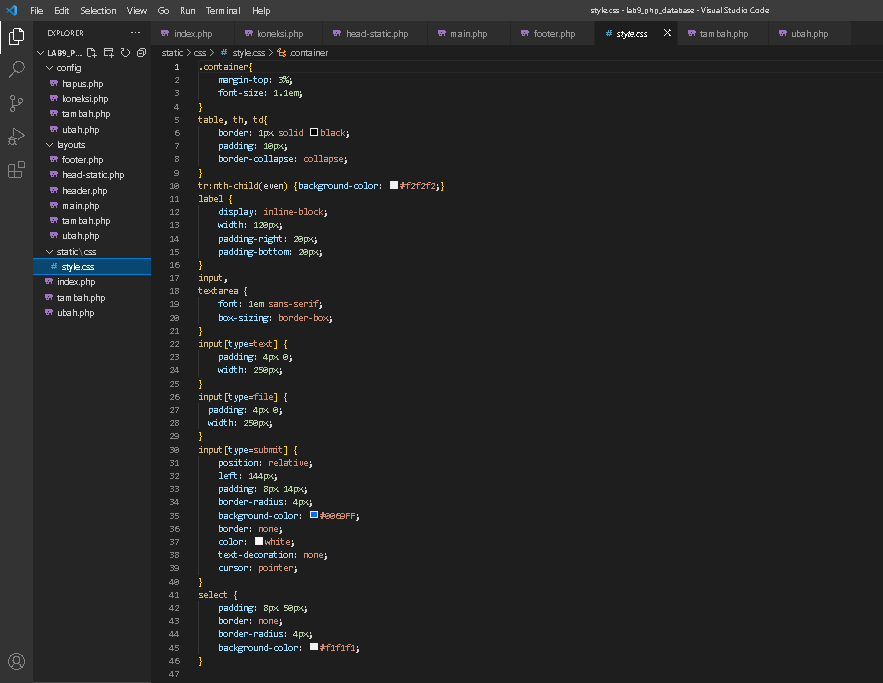 File Edit Selection View Go Run Terminal Help
style.css - lab9_php_database - Visual Studio Code
EXPLORER ...
index.php koneksi.php head-static.php main.php footer.php # style.css tambah.php ubah.php
LAB9_P...
static > css > # style.css > .container
config
hapus.php
koneksi.php
tambah.php
ubah.php
layouts
footer.php
head-static.php
header.php
main.php
tambah.php
ubah.php
static\css
# style.css
index.php
tambah.php
ubah.php
1 .container{
2 margin-top: 3%;
3 font-size: 1.1em;
4 }
5 table, th, td{
6 border: 1px solid black;
7 padding: 10px;
8 border-collapse: collapse;
9 }
10 tr:nth-child(even) {background-color: #f2f2f2;}
11 label {
12 display: inline-block;
13 width: 120px;
14 padding-right: 20px;
15 padding-bottom: 20px;
16 }
17 input,
18 textarea {
19 font: 1em sans-serif;
20 box-sizing: border-box;
21 }
22 input[type=text] {
23 padding: 4px 0;
24 width: 250px;
25 }
26 input[type=file] {
27 padding: 4px 0;
28 width: 250px;
29 }
30 input[type=submit] {
31 position: relative;
32 left: 144px;
33 padding: 8px 14px;
34 border-radius: 4px;
35 background-color: #0069FF;
36 border: none;
37 color: white;
38 text-decoration: none;
39 cursor: pointer;
40 }
41 select {
42 padding: 8px 50px;
43 border: none;
44 border-radius: 4px;
45 background-color: #f1f1f1;
46 }
47